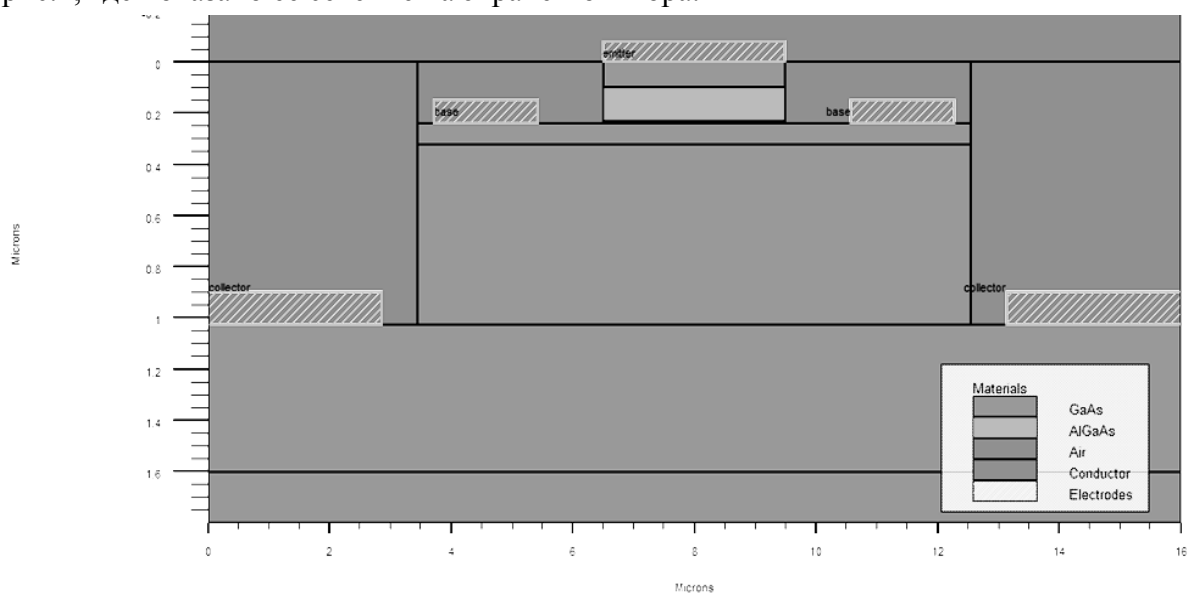 -0.2
emitter
0
base
base
0.2
0.4
0.6
0.8
collector
collector
1
1.2
1.4
1.6
Microns
Materials
GaAs
AlGaAs
Air
Conductor
Electrodes
0 2 4 6 8 10 12 14 16
Microns